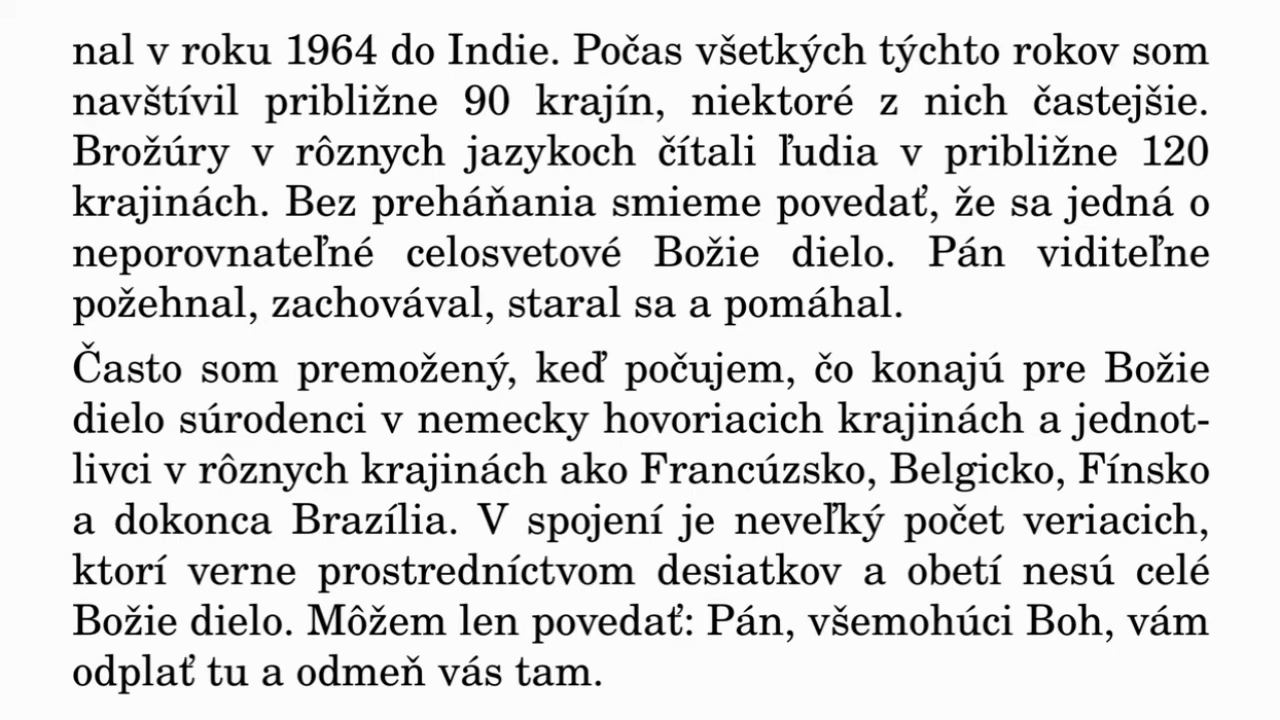 nal v roku 1964 do Indie. Počas všetkých týchto rokov som
navštívil približne 90 krajín, niektoré z nich častejšie.
Brožúry v rôznych jazykoch čítali ľudia v približne 120
krajinách. Bez preháňania smieme povedať, že sa jedná o
neporovnateľné celosvetové Božie dielo. Pán viditeľne
požehnal, zachovával, staral sa a pomáhal.
Často som premožený, keď počujem, čo konajú pre Božie
dielo súrodenci v nemecky hovoriacich krajinách a jednot-
livci v rôznych krajinách ako Francúzsko, Belgicko, Fínsko
a dokonca Brazília. V spojení je neveľký počet veriacich,
ktorí verne prostredníctvom desiatkov a obetí nesú celé
Božie dielo. Môžem len povedať: Pán, všemohúci Boh, vám
odplať tu a odmeň vás tam.